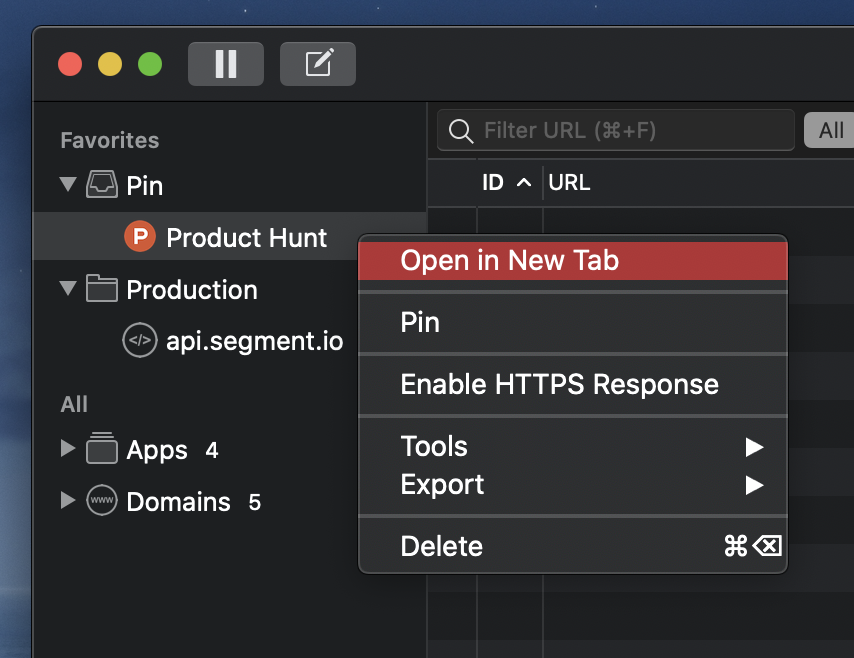 Favorites
Pin
P Product Hunt
Production
</> api.segment.io
All
Apps 4
www Domains 5
Filter URL (⌘+F)
All
ID URL
Open in New Tab
Pin
Enable HTTPS Response
Tools
Export
Delete ⌘⌫